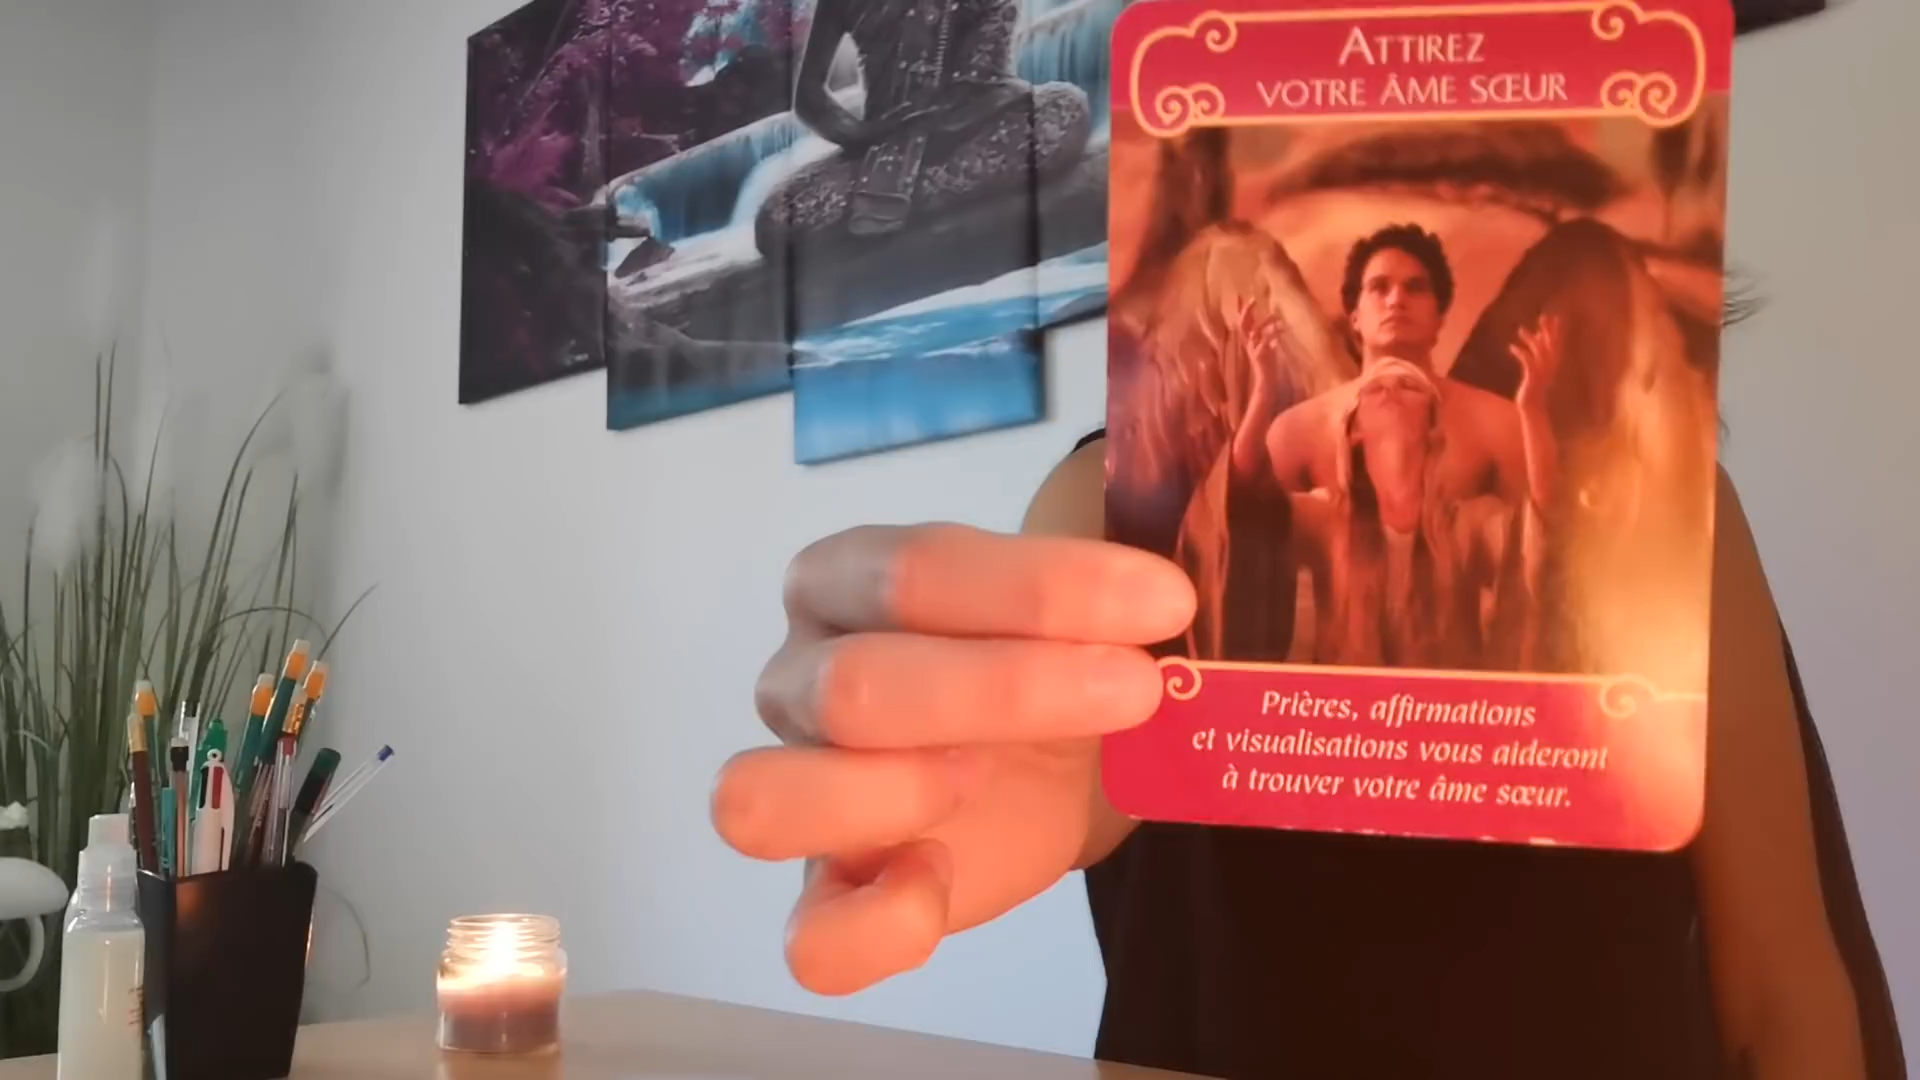 ATTIREZ
VOTRE ÂME SŒUR
Prières, affirmations
et visualisations vous aideront
à trouver votre âme sœur.